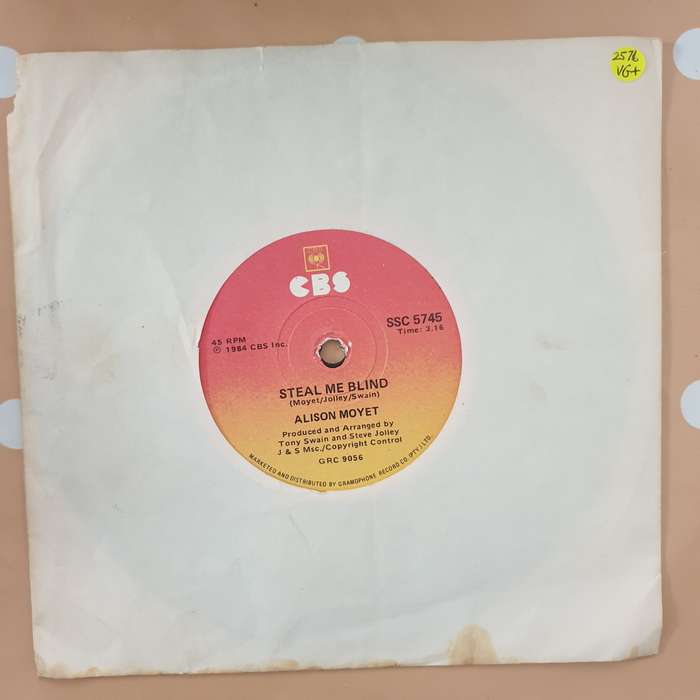 2576
VG+
CBS
SSC 5745
Time: 3.16
45 RPM
℗ 1984 CBS Inc.
STEAL ME BLIND
(Moyet/Jolley/Swain)
ALISON MOYET
Produced and Arranged by
Tony Swain and Steve Jolley
J & S Msc./Copyright Control
GRC 9056
MARKETED AND DISTRIBUTED BY GRAMOPHONE RECORD CO. (PTY.) LTD.